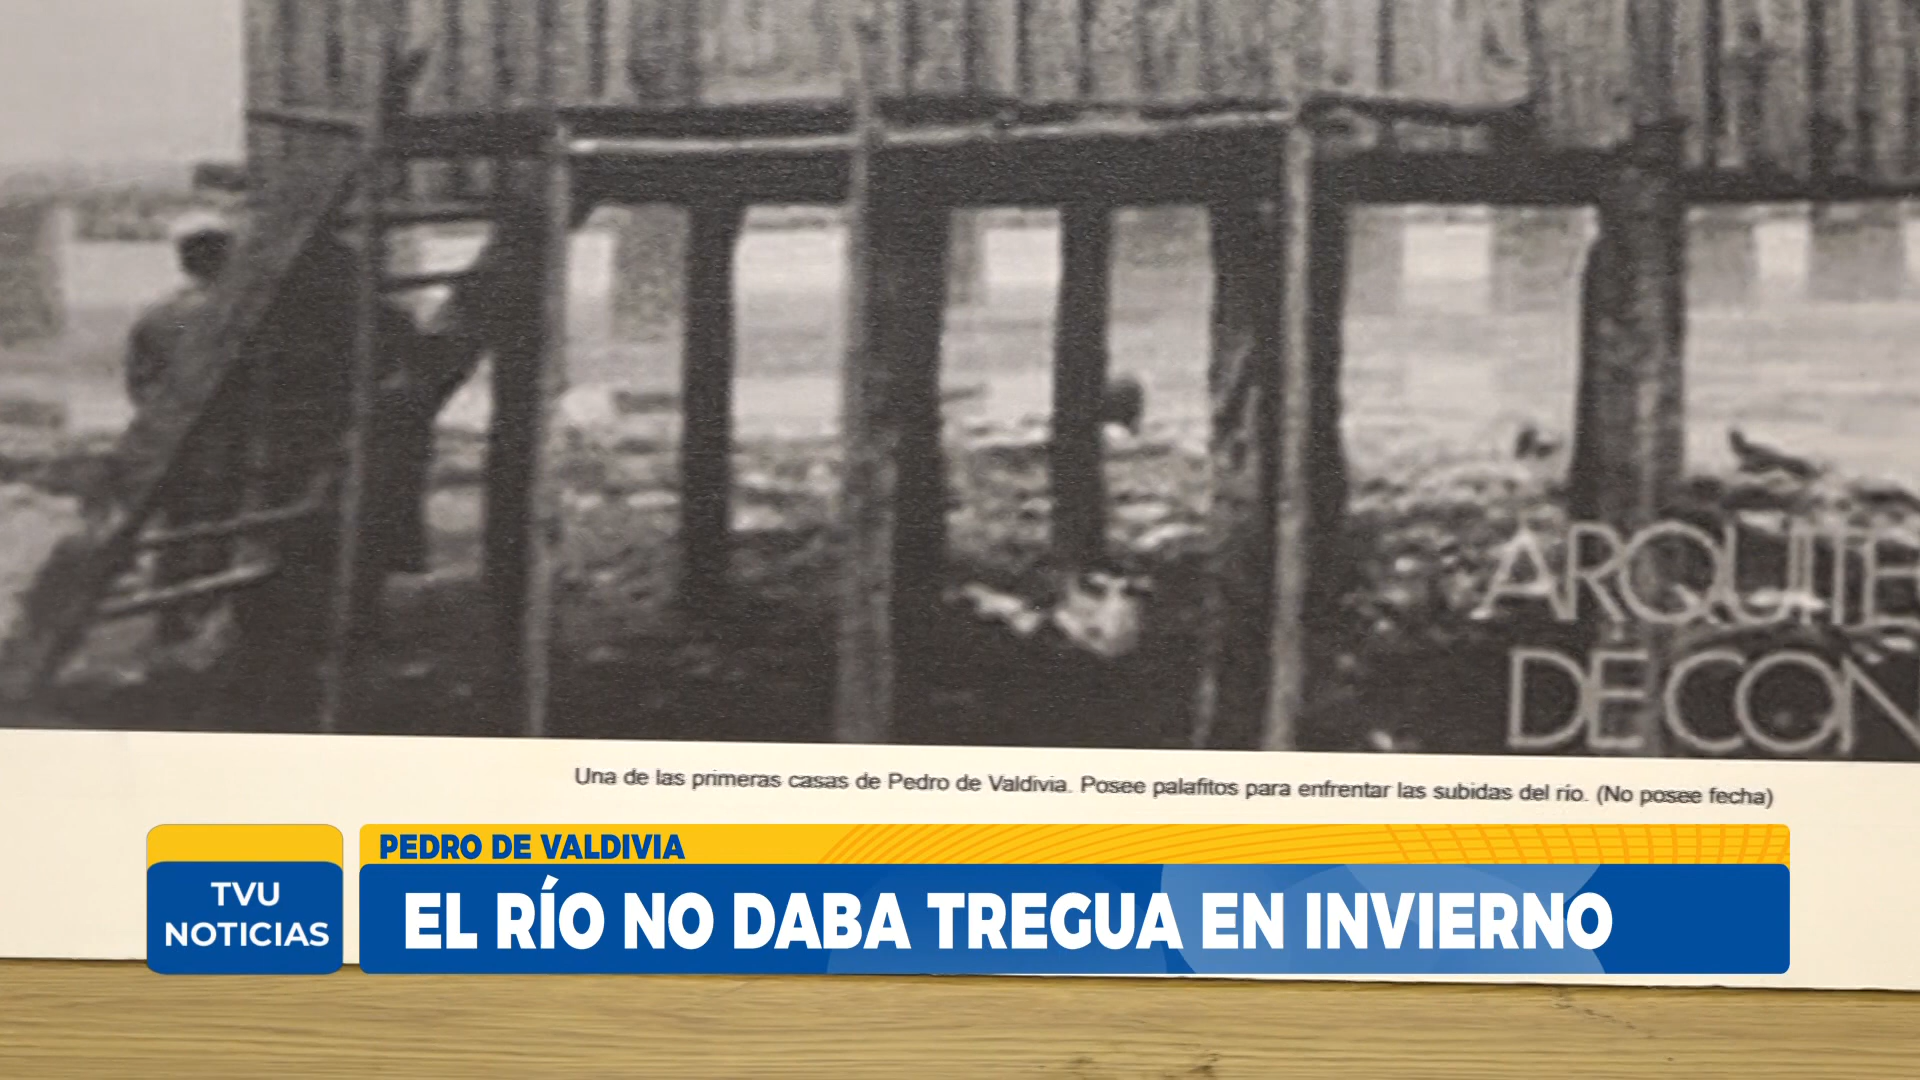 ARQUITE
DE CON
Una de las primeras casas de Pedro de Valdivia. Posee palafitos para enfrentar las subidas del río. (No posee fecha)
PEDRO DE VALDIVIA
TVU
NOTICIAS
EL RÍO NO DABA TREGUA EN INVIERNO